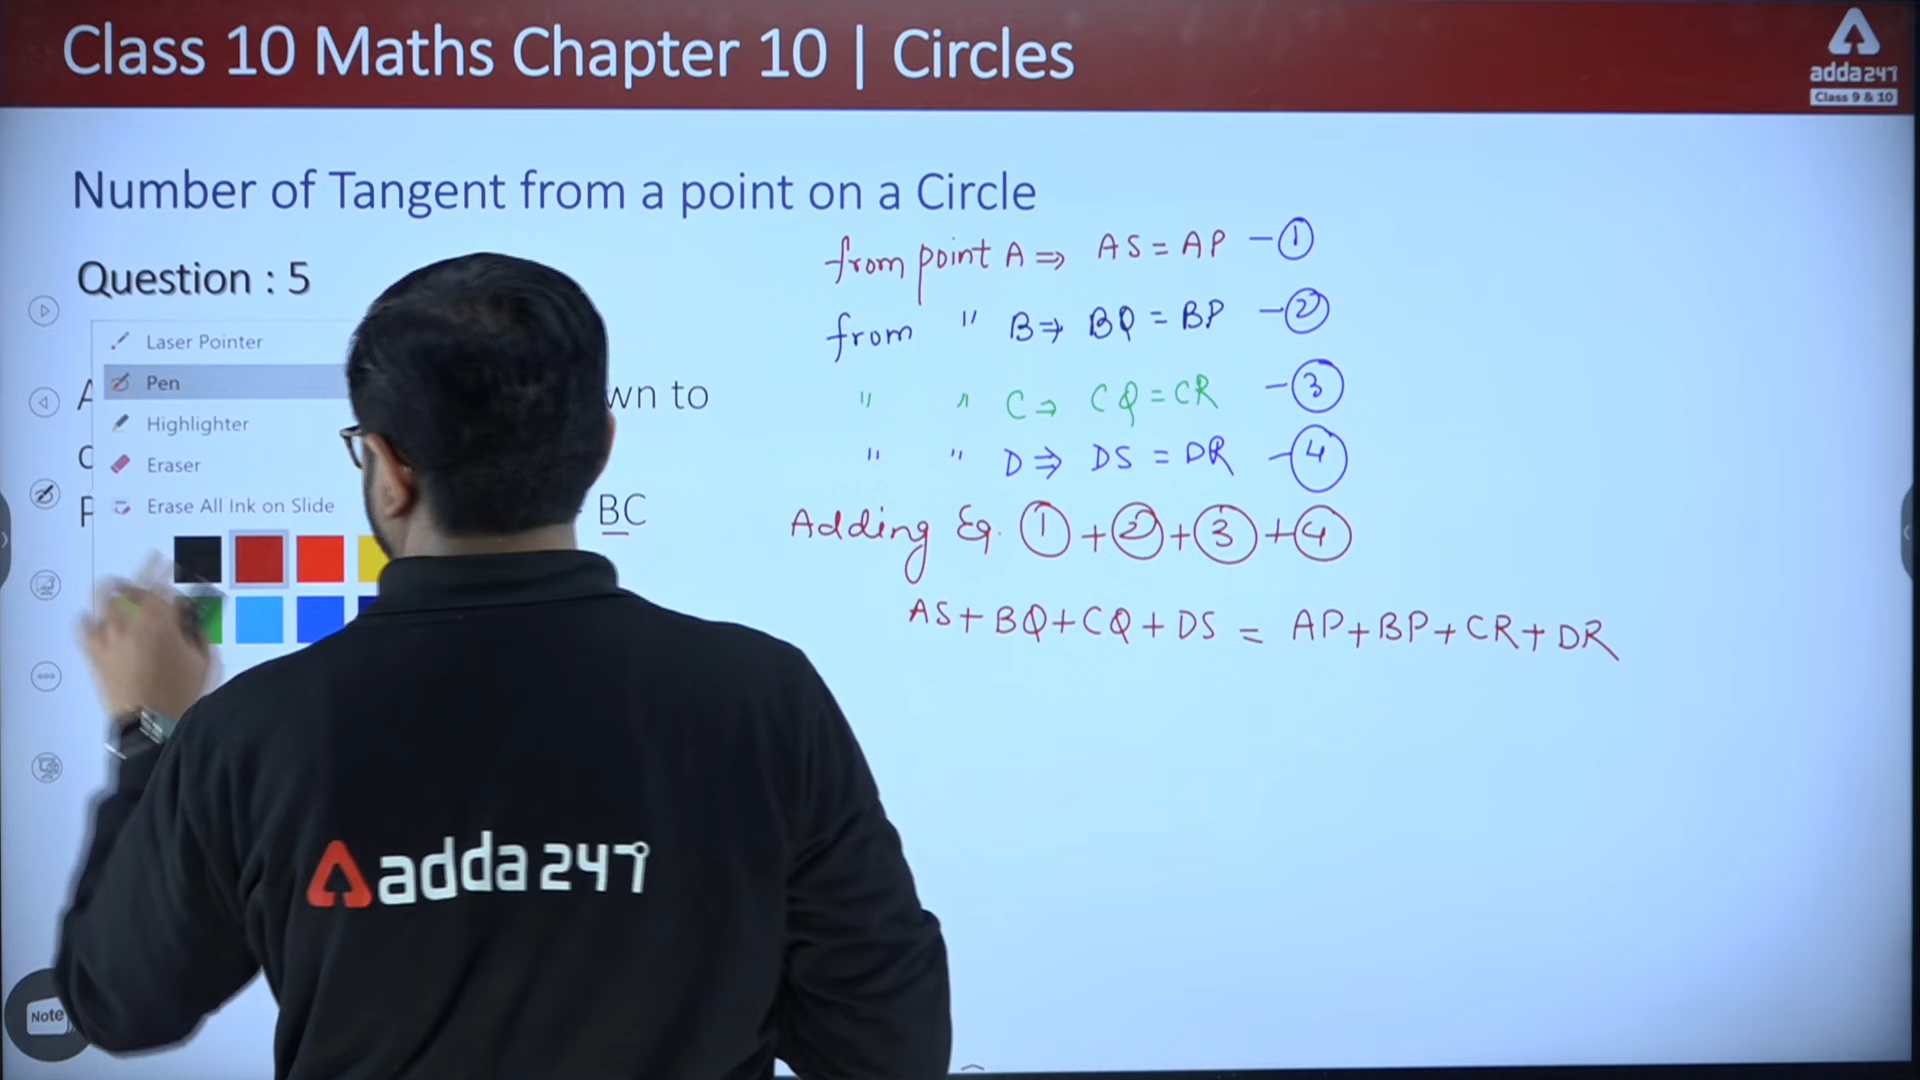 Class 10 Maths Chapter 10 | Circles
adda247
Class 9 & 10
Number of Tangent from a point on a Circle
Question : 5
Laser Pointer
Pen
Highlighter
Eraser
Erase All Ink on Slide
wn to
BC
from point A ⇒ AS = AP - ①
from " B ⇒ BQ = BP - ②
" " C ⇒ CQ = CR - ③
" " D ⇒ DS = DR - ④
Adding Eq. ① + ② + ③ + ④
AS + BQ + CQ + DS = AP + BP + CR + DR
adda247
Note